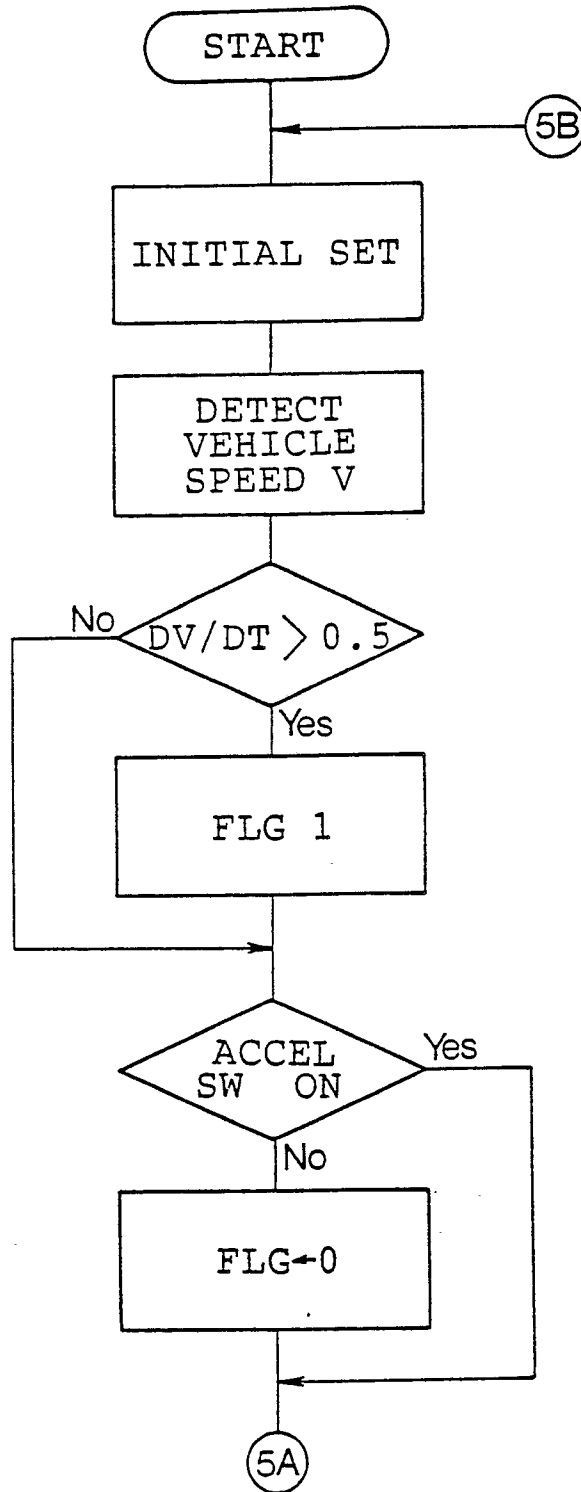 START
5B
INITIAL SET
DETECT
VEHICLE
SPEED V
No
DV/DT > 0.5
Yes
FLG 1
ACCEL
SW ON
Yes
No
FLG←0
5A